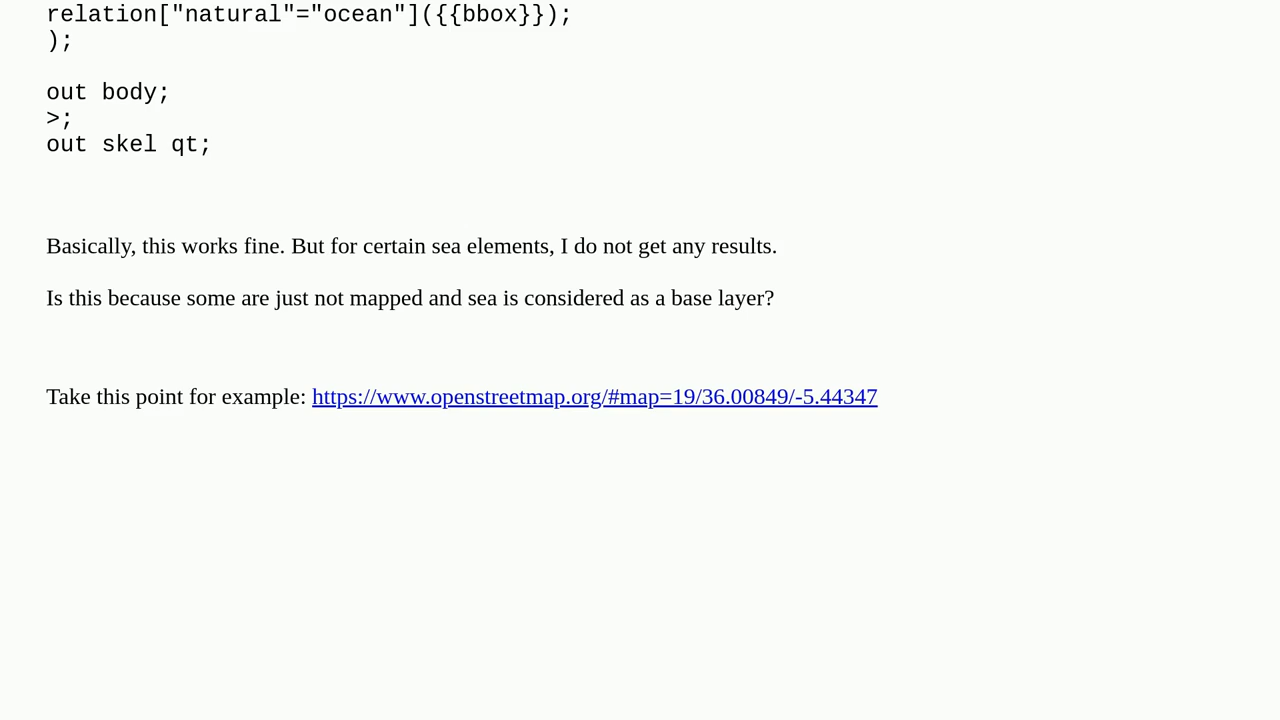 relation["natural"="ocean"]({{bbox}});
);
out body;
>;
out skel qt;
Basically, this works fine. But for certain sea elements, I do not get any results.
Is this because some are just not mapped and sea is considered as a base layer?
Take this point for example: https://www.openstreetmap.org/#map=19/36.00849/-5.44347